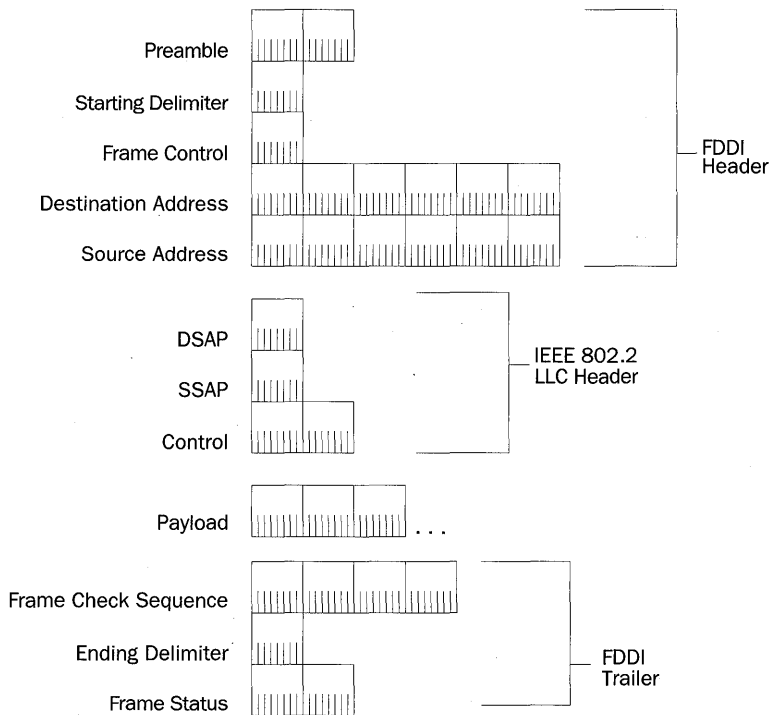 Preamble
Starting Delimiter
Frame Control
Destination Address
Source Address
FDDI
Header
DSAP
SSAP
Control
IEEE 802.2
LLC Header
Payload
. . .
Frame Check Sequence
Ending Delimiter
Frame Status
FDDI
Trailer